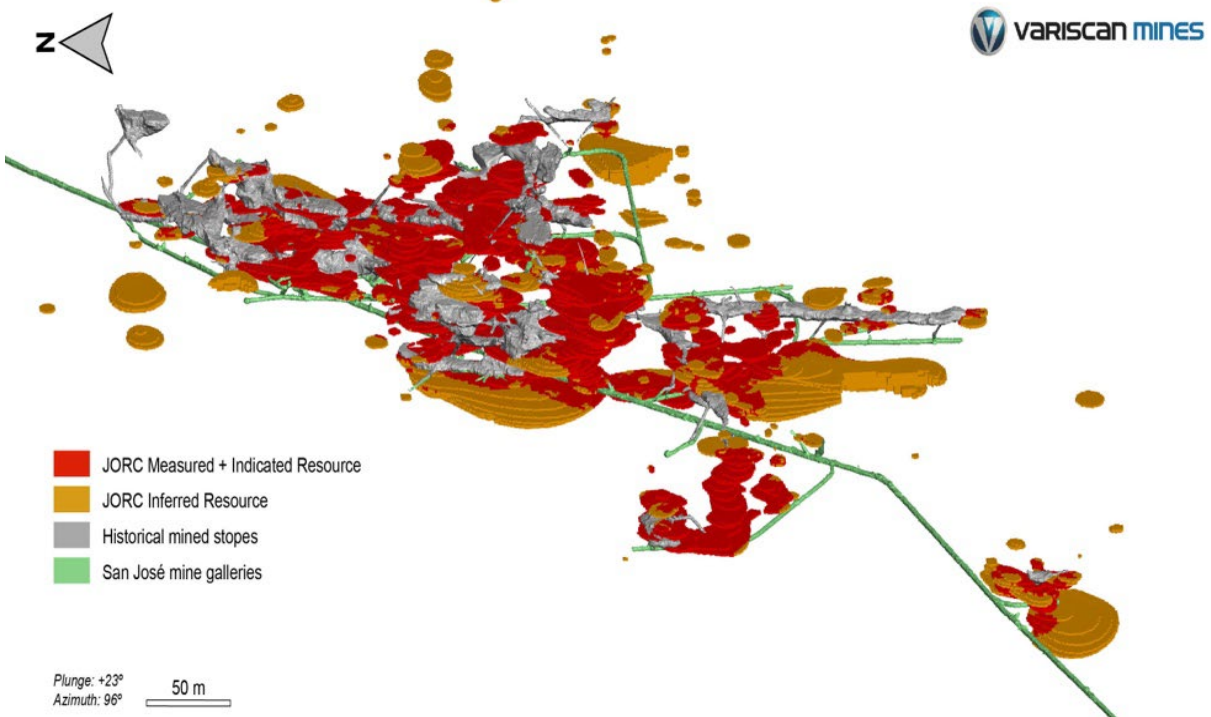 N
VARISCAN MINES
JORC Measured + Indicated Resource
JORC Inferred Resource
Historical mined stopes
San José mine galleries
Plunge: +23º
Azimuth: 96º
50 m